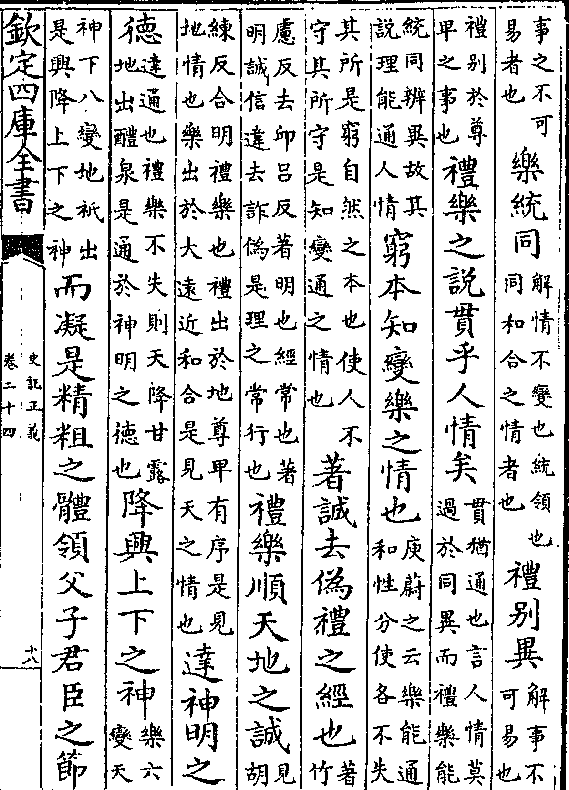 事之不可易者也樂統同解情不變也統領也同和合之情者也禮别異解事不可易也
禮别於尊卑之事也禮樂之說貫乎人情矣貫猶通也言人情莫過於同異而禮樂能
統同辨異故其說理能通人情窮本知變樂之情也庾蔚之云樂能通和性分使各不失
其所是窮自然之本也使人不守其所守是知變通之情也著誠去偽禮之經也著竹
慮反去邱呂反著明也經常也著明誠信違去詐偽是理之常行也禮樂順天地之誠見胡
練反合明禮樂也禮出於地尊卑有序是見地情也樂出於大遠近和合是見天之情也達神明之
德達通也禮樂不失則天降甘露地出醴泉是通於神明之德也降興上下之神樂六變天
神下八變地祇出是興降上下之神而凝是精粗之體領父子君臣之節
欽定四庫全書
史記正義
卷二十四
十八